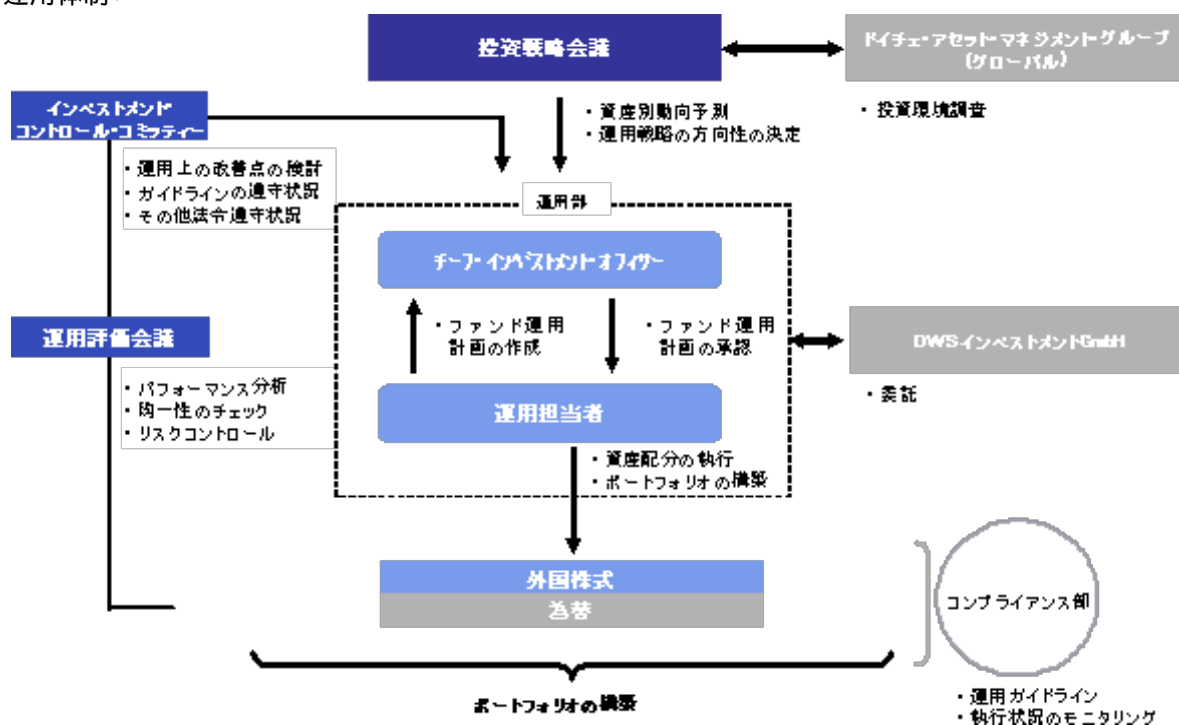 運用体制:
投資戦略会議
ドイチェ・アセット・マネジメントグループ
(グローバル)
・資産別動向予測
・運用戦略の方向性の決定
・投資環境調査
インベストメント
コントロール・コミッティー
・運用上の改善点の検討
・ガイドラインの遵守状況
・その他法令遵守状況
運用部
チーフ・インベストメント・オフィサー
・ファンド運用
計画の作成
・ファンド運用
計画の承認
運用評価会議
DWSインベストメントGmbH
・パフォーマンス分析
・均一性のチェック
・リスクコントロール
・委託
運用担当者
・資産配分の執行
・ポートフォリオの構築
外国株式
為替
コンプライアンス部
ポートフォリオの構築
・運用ガイドライン
・執行状況のモニタリング